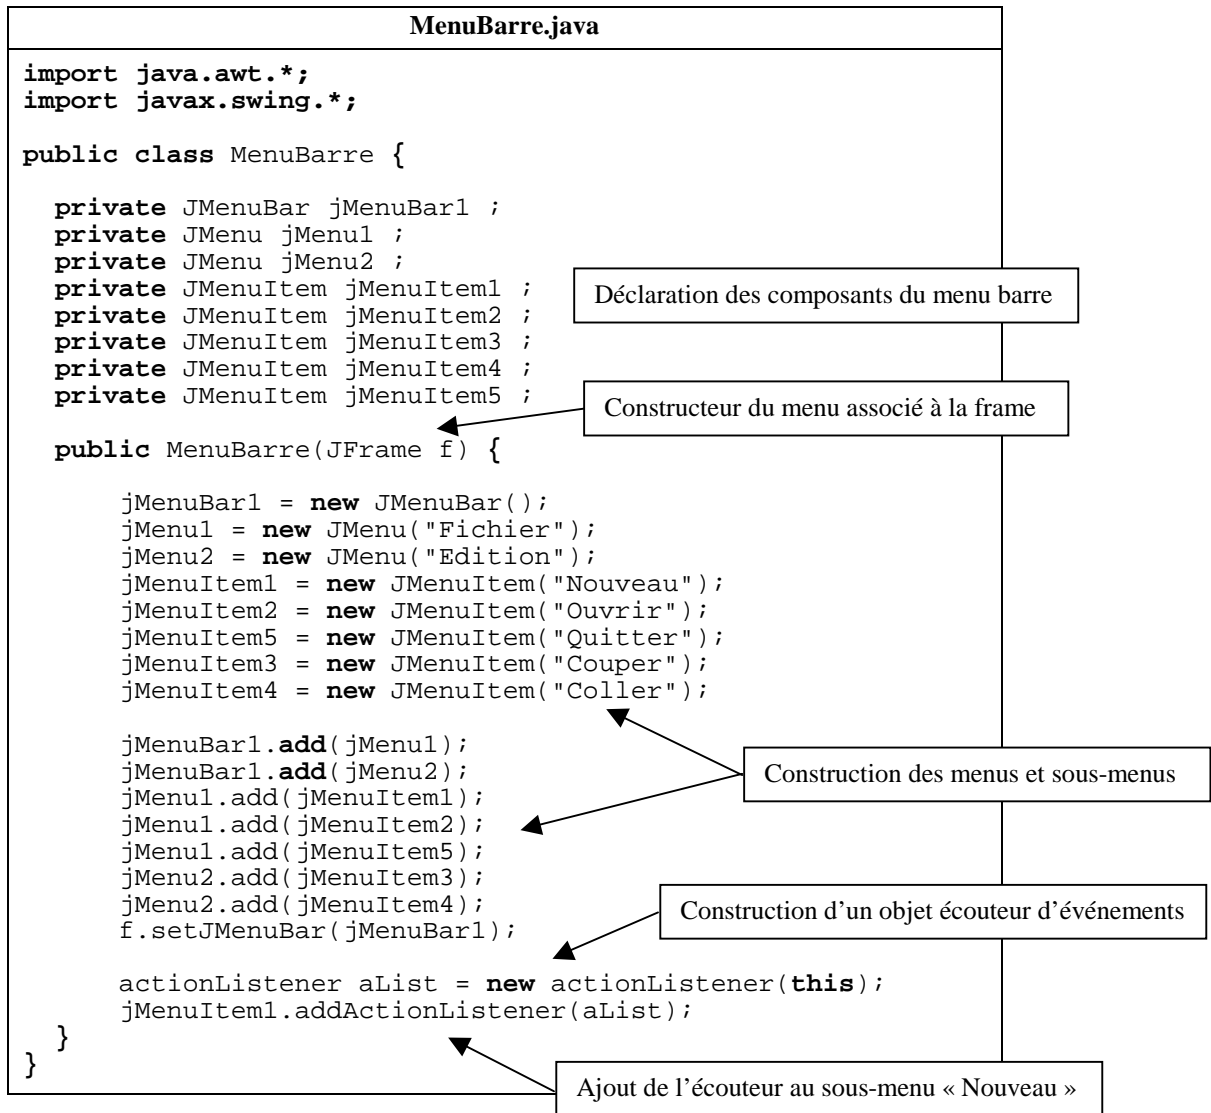 MenuBarre.java
import java.awt.*;
import javax.swing.*;
public class MenuBarre {
private JMenuBar jMenuBar1 ;
private JMenu jMenu1 ;
private JMenu jMenu2 ;
private JMenuItem jMenuItem1 ;
private JMenuItem jMenuItem2 ;
private JMenuItem jMenuItem3 ;
private JMenuItem jMenuItem4 ;
private JMenuItem jMenuItem5 ;
Déclaration des composants du menu barre
Constructeur du menu associé à la frame
public MenuBarre(JFrame f) {
jMenuBar1 = new JMenuBar();
jMenu1 = new JMenu("Fichier");
jMenu2 = new JMenu("Edition");
jMenuItem1 = new JMenuItem("Nouveau");
jMenuItem2 = new JMenuItem("Ouvrir");
jMenuItem5 = new JMenuItem("Quitter");
jMenuItem3 = new JMenuItem("Couper");
jMenuItem4 = new JMenuItem("Coller");
jMenuBar1.add(jMenu1);
jMenuBar1.add(jMenu2);
jMenu1.add(jMenuItem1);
jMenu1.add(jMenuItem2);
jMenu1.add(jMenuItem5);
jMenu2.add(jMenuItem3);
jMenu2.add(jMenuItem4);
f.setJMenuBar(jMenuBar1);
Construction des menus et sous-menus
Construction d'un objet écouteur d'événements
actionListener aList = new actionListener(this);
jMenuItem1.addActionListener(aList);
}
}
Ajout de l'écouteur au sous-menu « Nouveau »